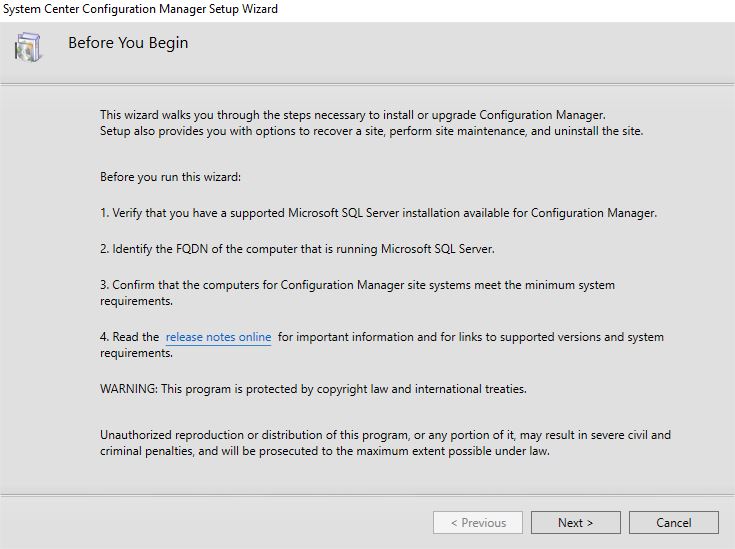 System Center Configuration Manager Setup Wizard
Before You Begin
This wizard walks you through the steps necessary to install or upgrade Configuration Manager.
Setup also provides you with options to recover a site, perform site maintenance, and uninstall the site.
Before you run this wizard:
1. Verify that you have a supported Microsoft SQL Server installation available for Configuration Manager.
2. Identify the FQDN of the computer that is running Microsoft SQL Server.
3. Confirm that the computers for Configuration Manager site systems meet the minimum system
requirements.
4. Read the release notes online for important information and for links to supported versions and system
requirements.
WARNING: This program is protected by copyright law and international treaties.
Unauthorized reproduction or distribution of this program, or any portion of it, may result in severe civil and
criminal penalties, and will be prosecuted to the maximum extent possible under law.
< Previous Next > Cancel